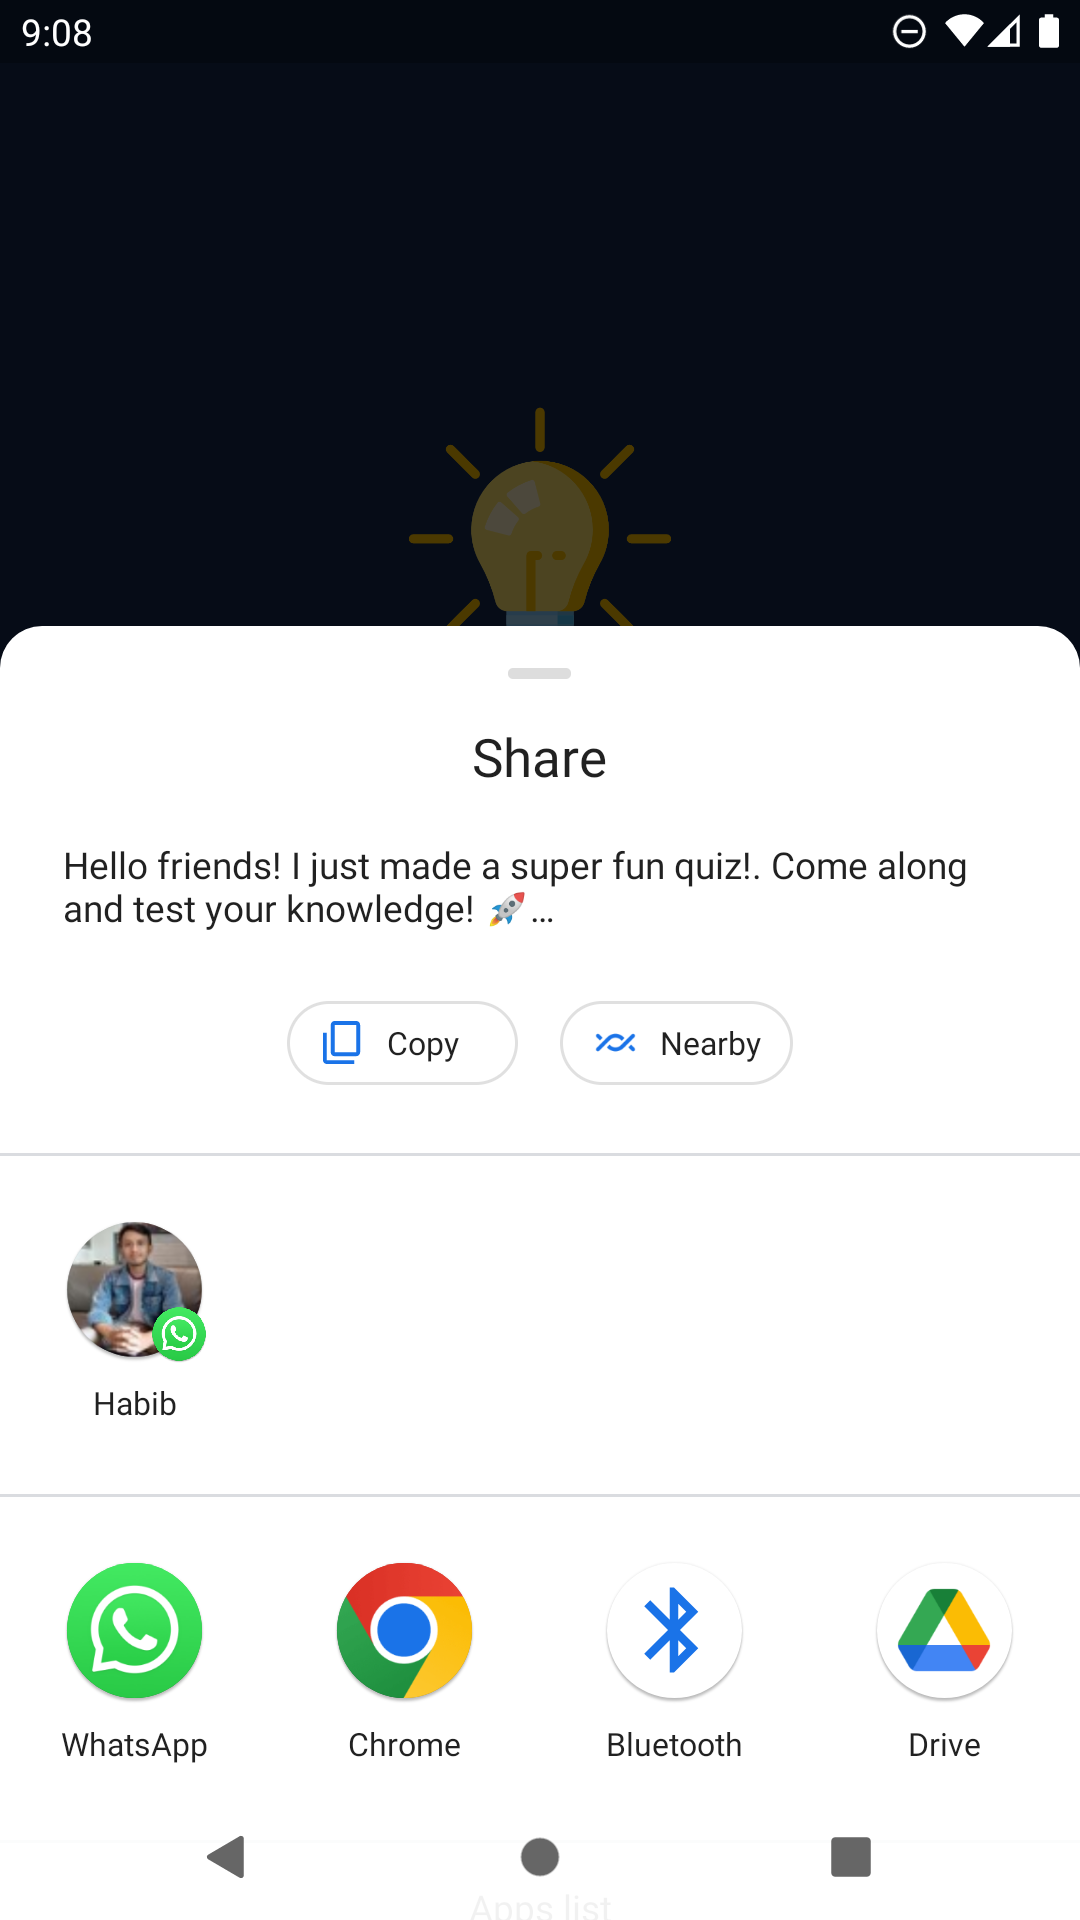 9:08
Share
Hello friends! I just made a super fun quiz!. Come along
and test your knowledge! 🚀...
Copy
Nearby
Habib
WhatsApp
Chrome
Bluetooth
Drive
Apps list